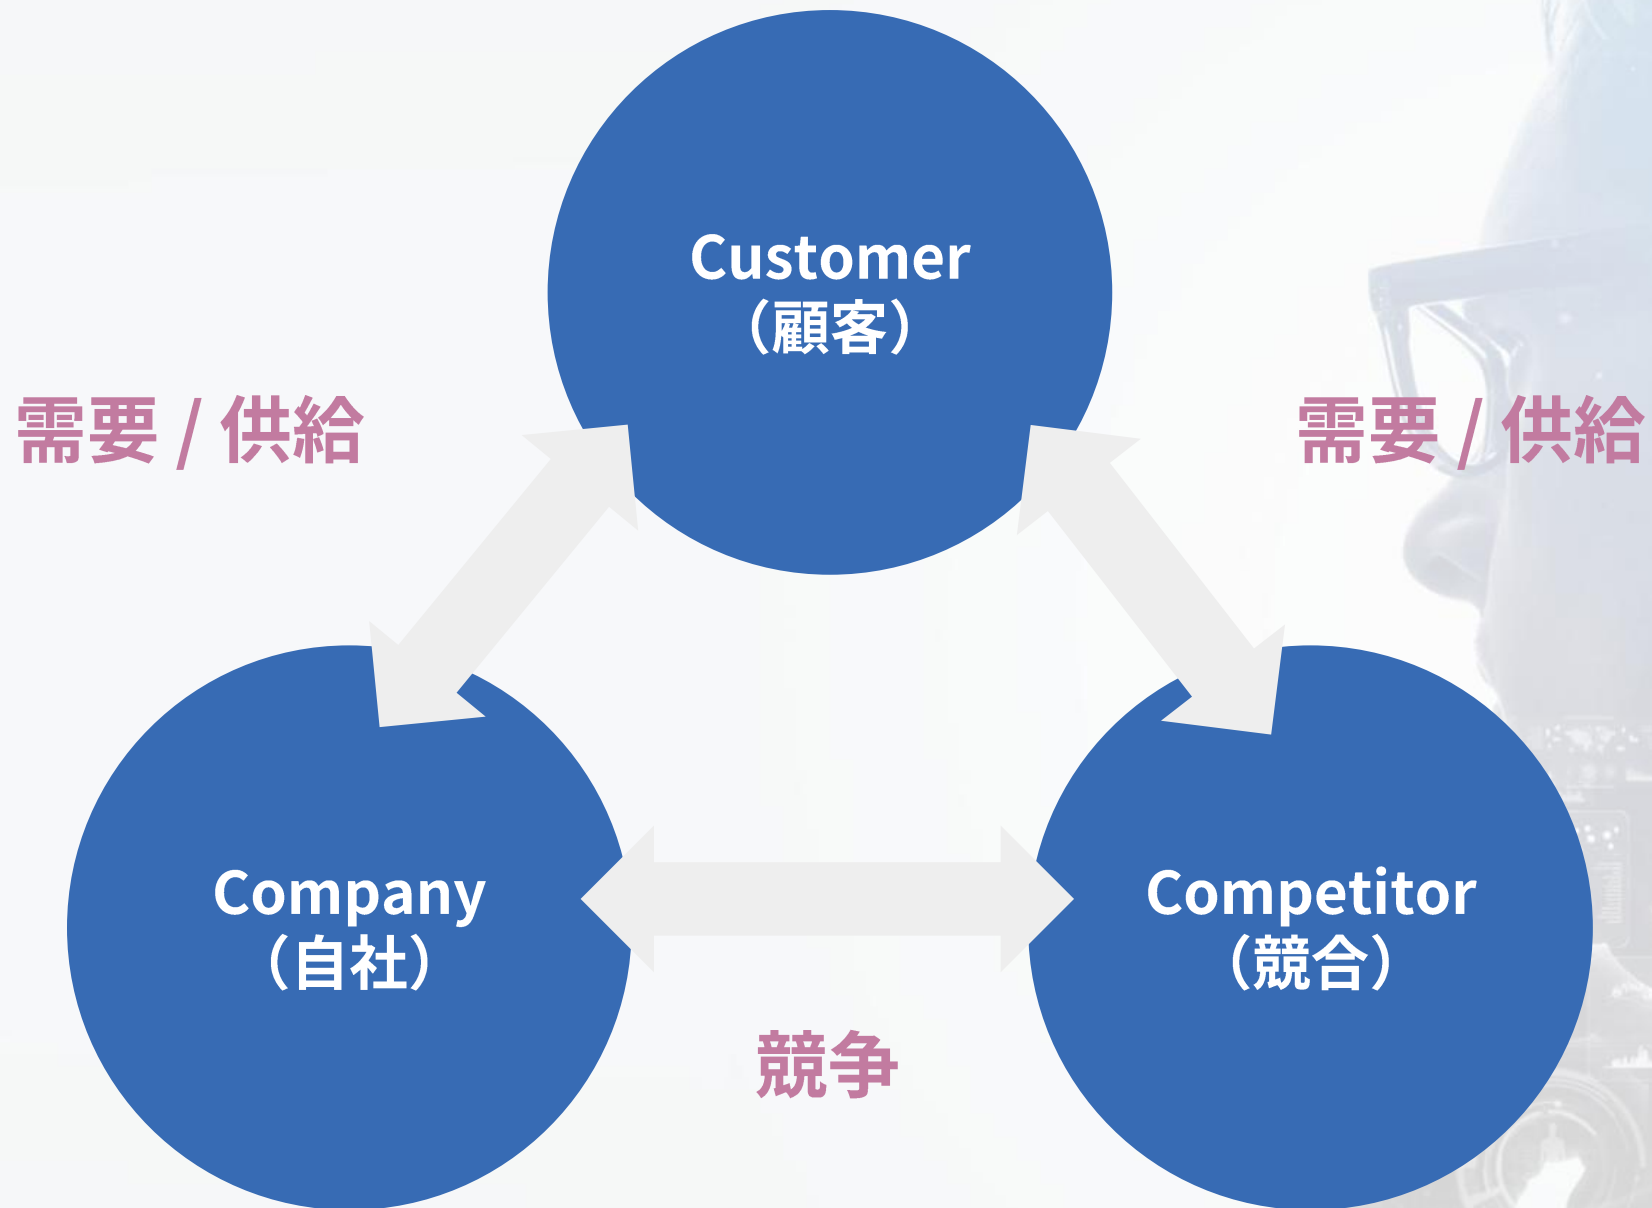 Customer
（顧客）
需要 / 供給
需要 / 供給
Company
（自社）
Competitor
（競合）
競争